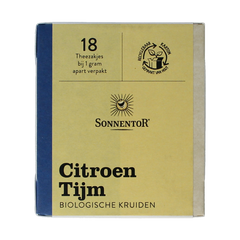 18
Theezakjes
bij 1 gram
apart verpakt
SONNENTOR®
Citroen
Tijm
BIOLOGISCHE KRUIDEN